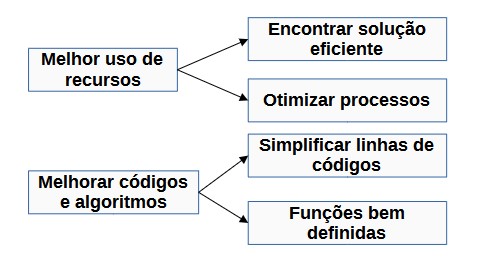 Melhor uso de
recursos
Encontrar solução
eficiente
Otimizar processos
Melhorar códigos
e algoritmos
Simplificar linhas de
códigos
Funções bem
definidas